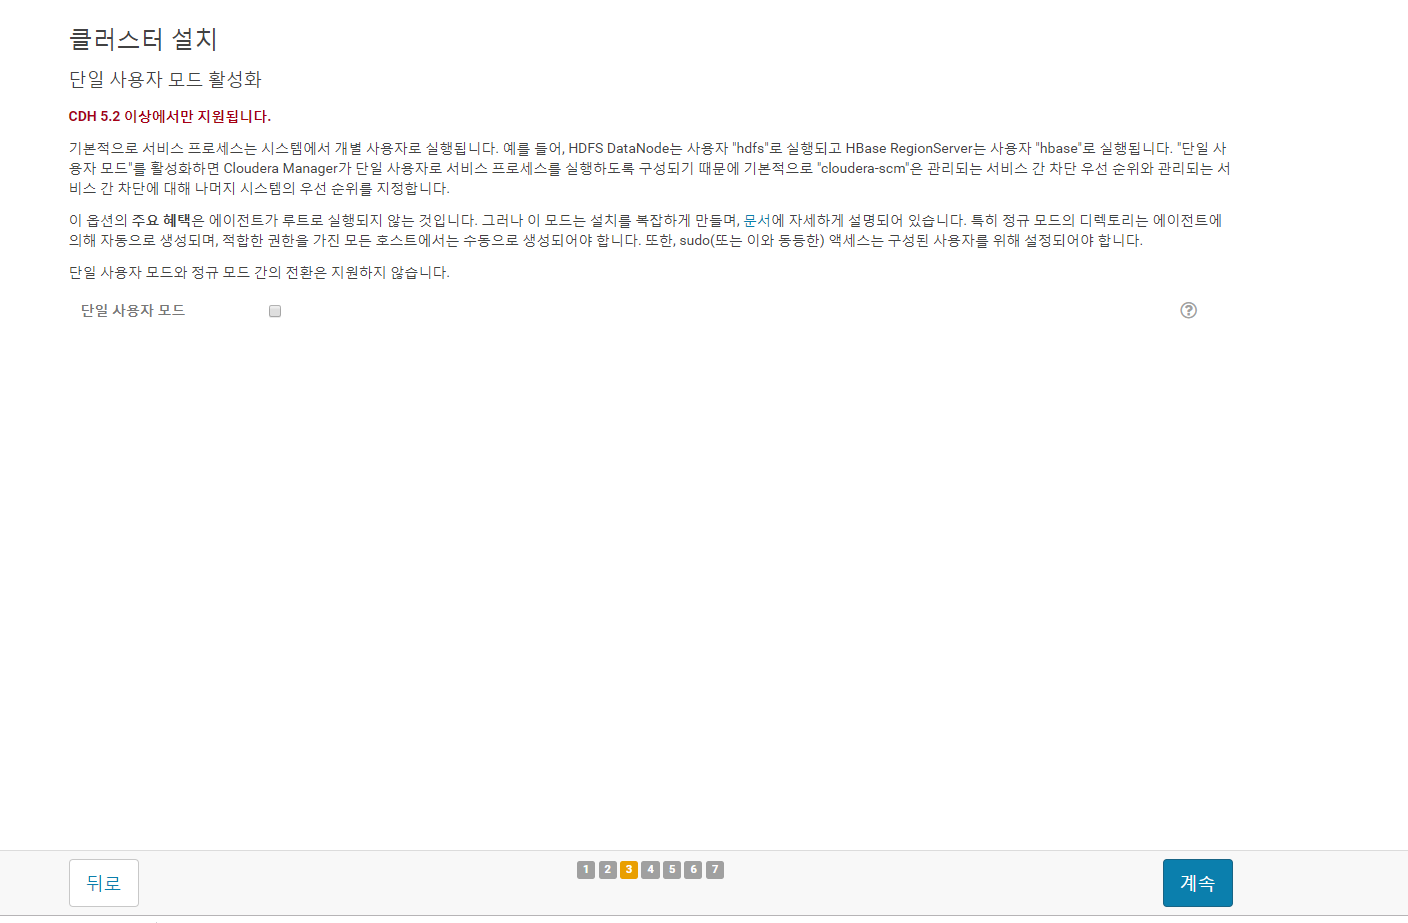 클러스터 설치
단일 사용자 모드 활성화
CDH 5.2 이상에서만 지원됩니다.
기본적으로 서비스 프로세스는 시스템에서 개별 사용자로 실행됩니다. 예를 들어, HDFS DataNode는 사용자 "hdfs"로 실행되고 HBase RegionServer는 사용자 "hbase"로 실행됩니다. "단일 사
용자 모드"를 활성화하면 Cloudera Manager가 단일 사용자로 서비스 프로세스를 실행하도록 구성되기 때문에 기본적으로 "cloudera-scm"은 관리되는 서비스 간 차단 우선 순위와 관리되는 서
비스 간 차단에 대해 나머지 시스템의 우선 순위를 지정합니다.
이 옵션의 주요 혜택은 에이전트가 루트로 실행되지 않는 것입니다. 그러나 이 모드는 설치를 복잡하게 만들며, 문서에 자세하게 설명되어 있습니다. 특히 정규 모드의 디렉토리는 에이전트에
의해 자동으로 생성되며, 적합한 권한을 가진 모든 호스트에서는 수동으로 생성되어야 합니다. 또한, sudo(또는 이와 동등한) 액세스는 구성된 사용자를 위해 설정되어야 합니다.
단일 사용자 모드와 정규 모드 간의 전환은 지원하지 않습니다.
단일 사용자 모드 ?
뒤로 1 2 3 4 5 6 7 계속